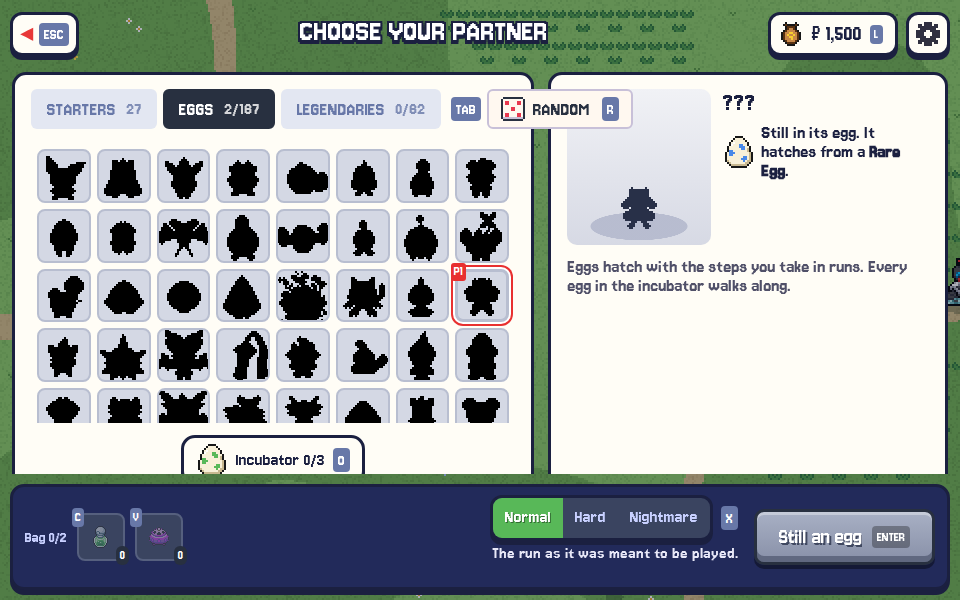 ESC
CHOOSE YOUR PARTNER
₽ 1,500 L
STARTERS 27
EGGS 2/187
LEGENDARIES 0/82
TAB
RANDOM R
???
Still in its egg. It
hatches from a Rare
Egg.
P1
Eggs hatch with the steps you take in runs. Every
egg in the incubator walks along.
Incubator 0/3 O
Bag 0/2
C
0
V
0
Normal
Hard
Nightmare
X
The run as it was meant to be played.
Still an egg ENTER